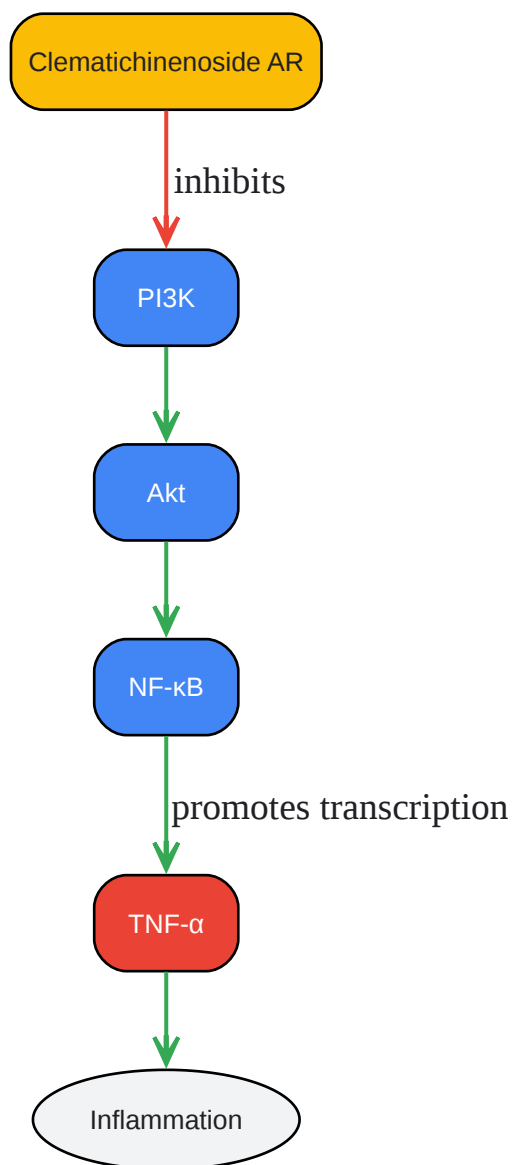 Clematichinenoside AR
inhibits
PI3K
Akt
NF-κB
promotes transcription
TNF-α
Inflammation